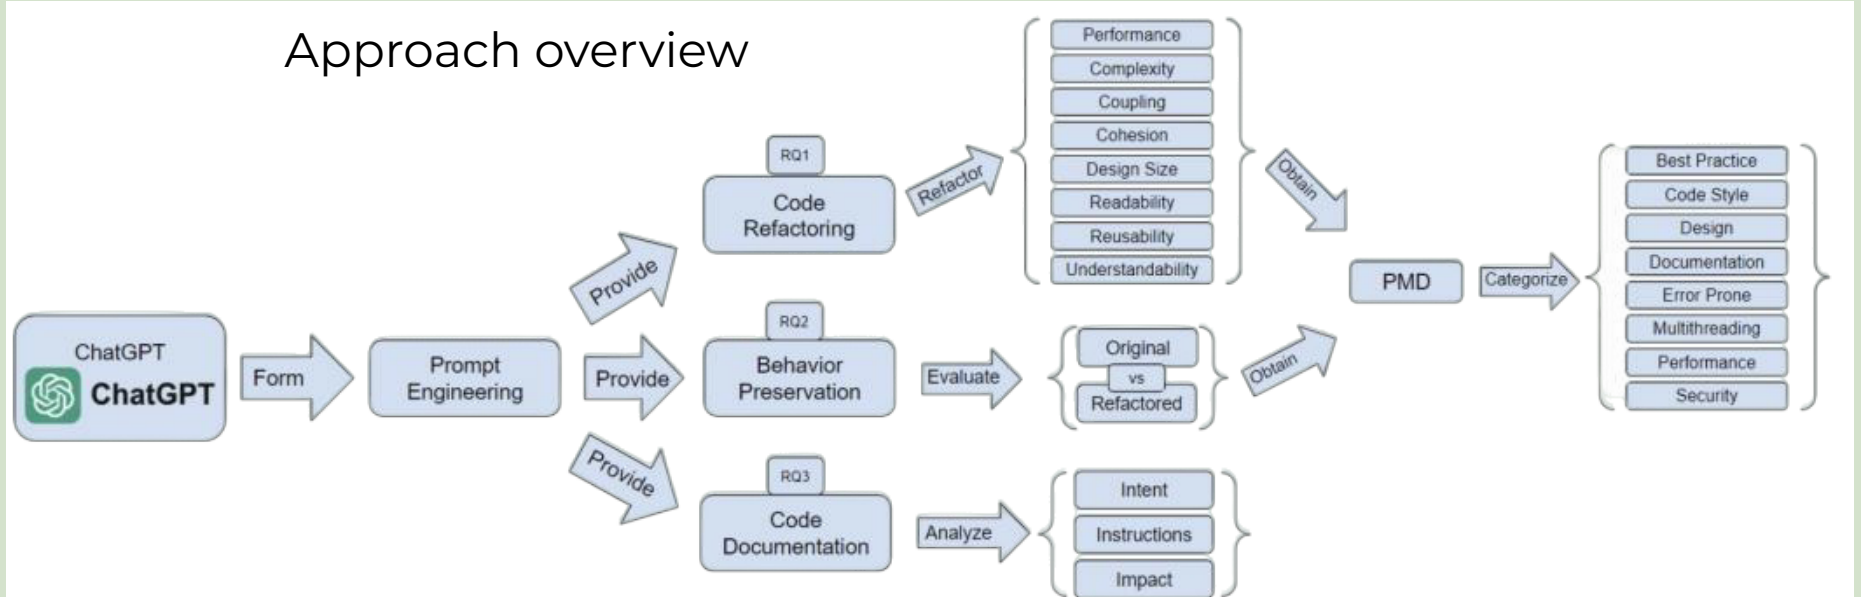 Approach overview
ChatGPT
ChatGPT
Form
Prompt
Engineering
Provide
Provide
Provide
RQ1
Code
Refactoring
Refactor
Performance
Complexity
Coupling
Cohesion
Design Size
Readability
Reusability
Understandability
Obtain
RQ2
Behavior
Preservation
Evaluate
Original
vs
Refactored
Obtain
RQ3
Code
Documentation
Analyze
Intent
Instructions
Impact
PMD
Categorize
Best Practice
Code Style
Design
Documentation
Error Prone
Multithreading
Performance
Security